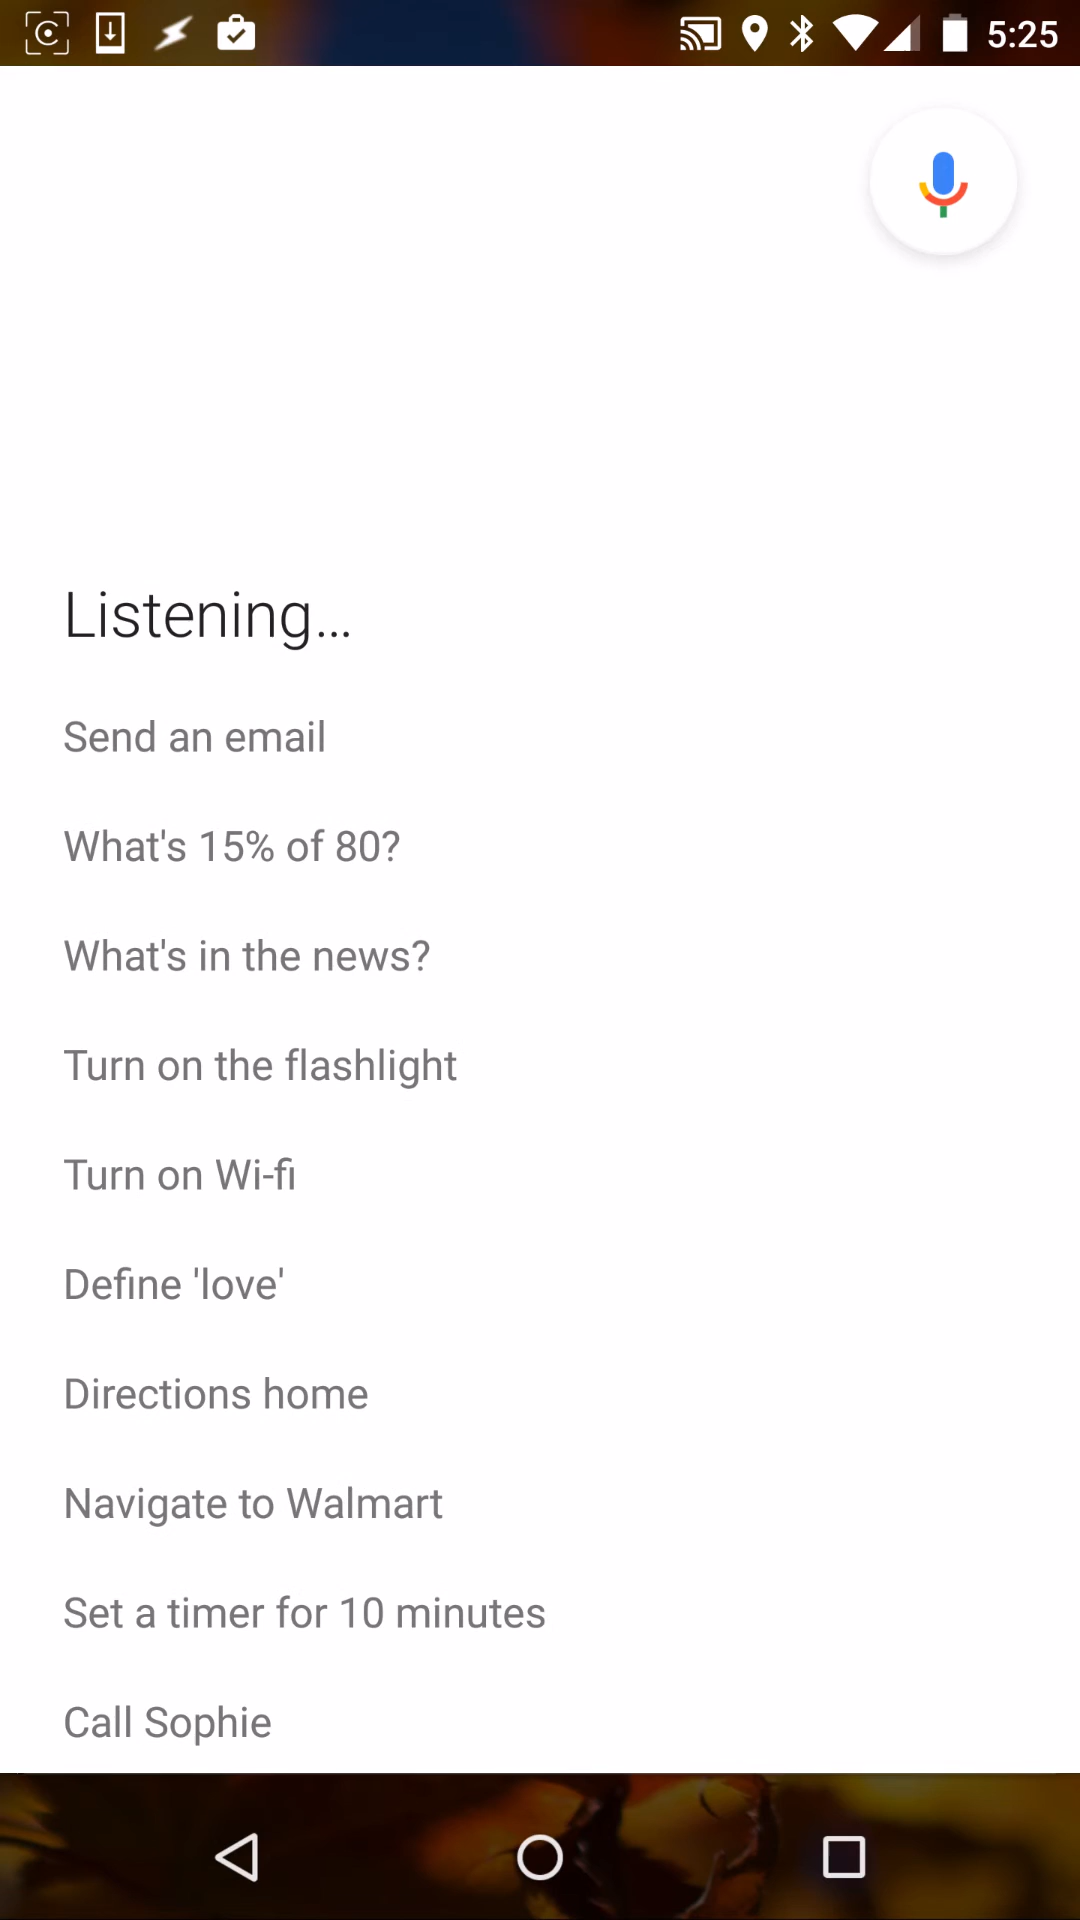 5:25
Listening...
Send an email
What's 15% of 80?
What's in the news?
Turn on the flashlight
Turn on Wi-fi
Define 'love'
Directions home
Navigate to Walmart
Set a timer for 10 minutes
Call Sophie